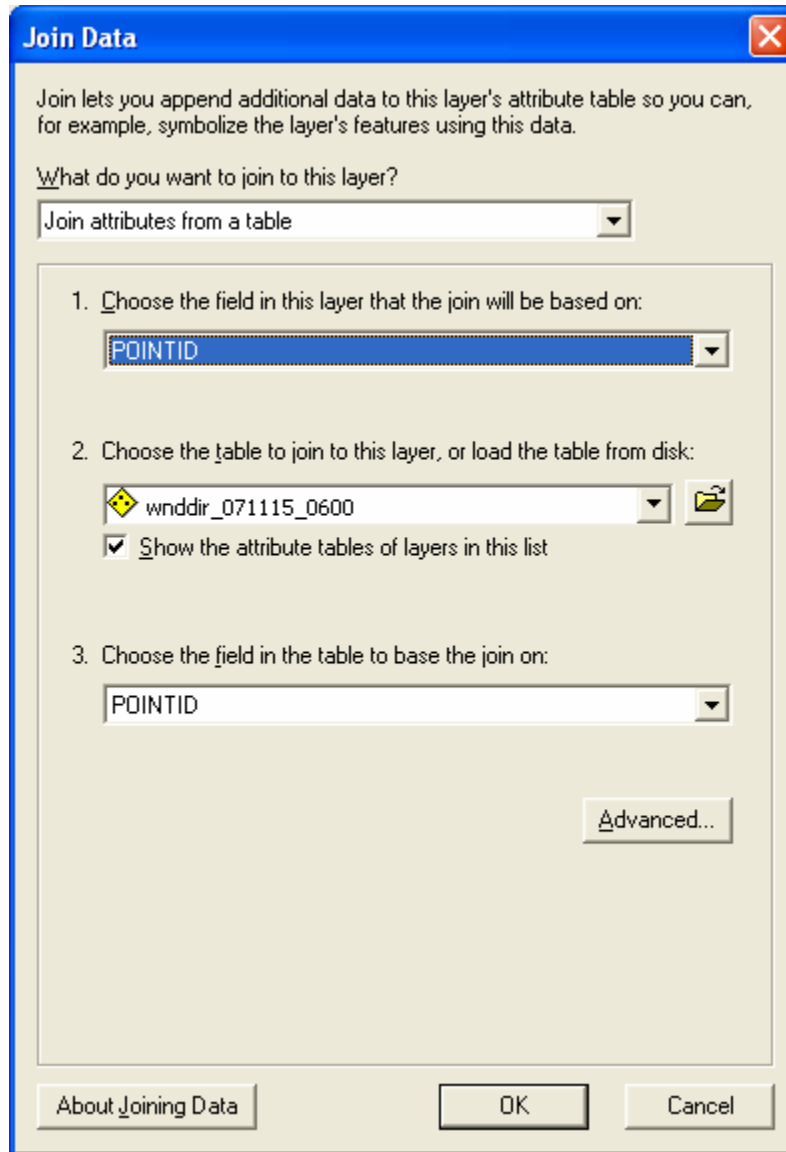 Join Data
Join lets you append additional data to this layer's attribute table so you can,
for example, symbolize the layer's features using this data.
What do you want to join to this layer?
Join attributes from a table
1. Choose the field in this layer that the join will be based on:
POINTID
2. Choose the table to join to this layer, or load the table from disk:
wnddir_071115_0600
Show the attribute tables of layers in this list
3. Choose the field in the table to base the join on:
POINTID
Advanced...
About Joining Data
OK
Cancel